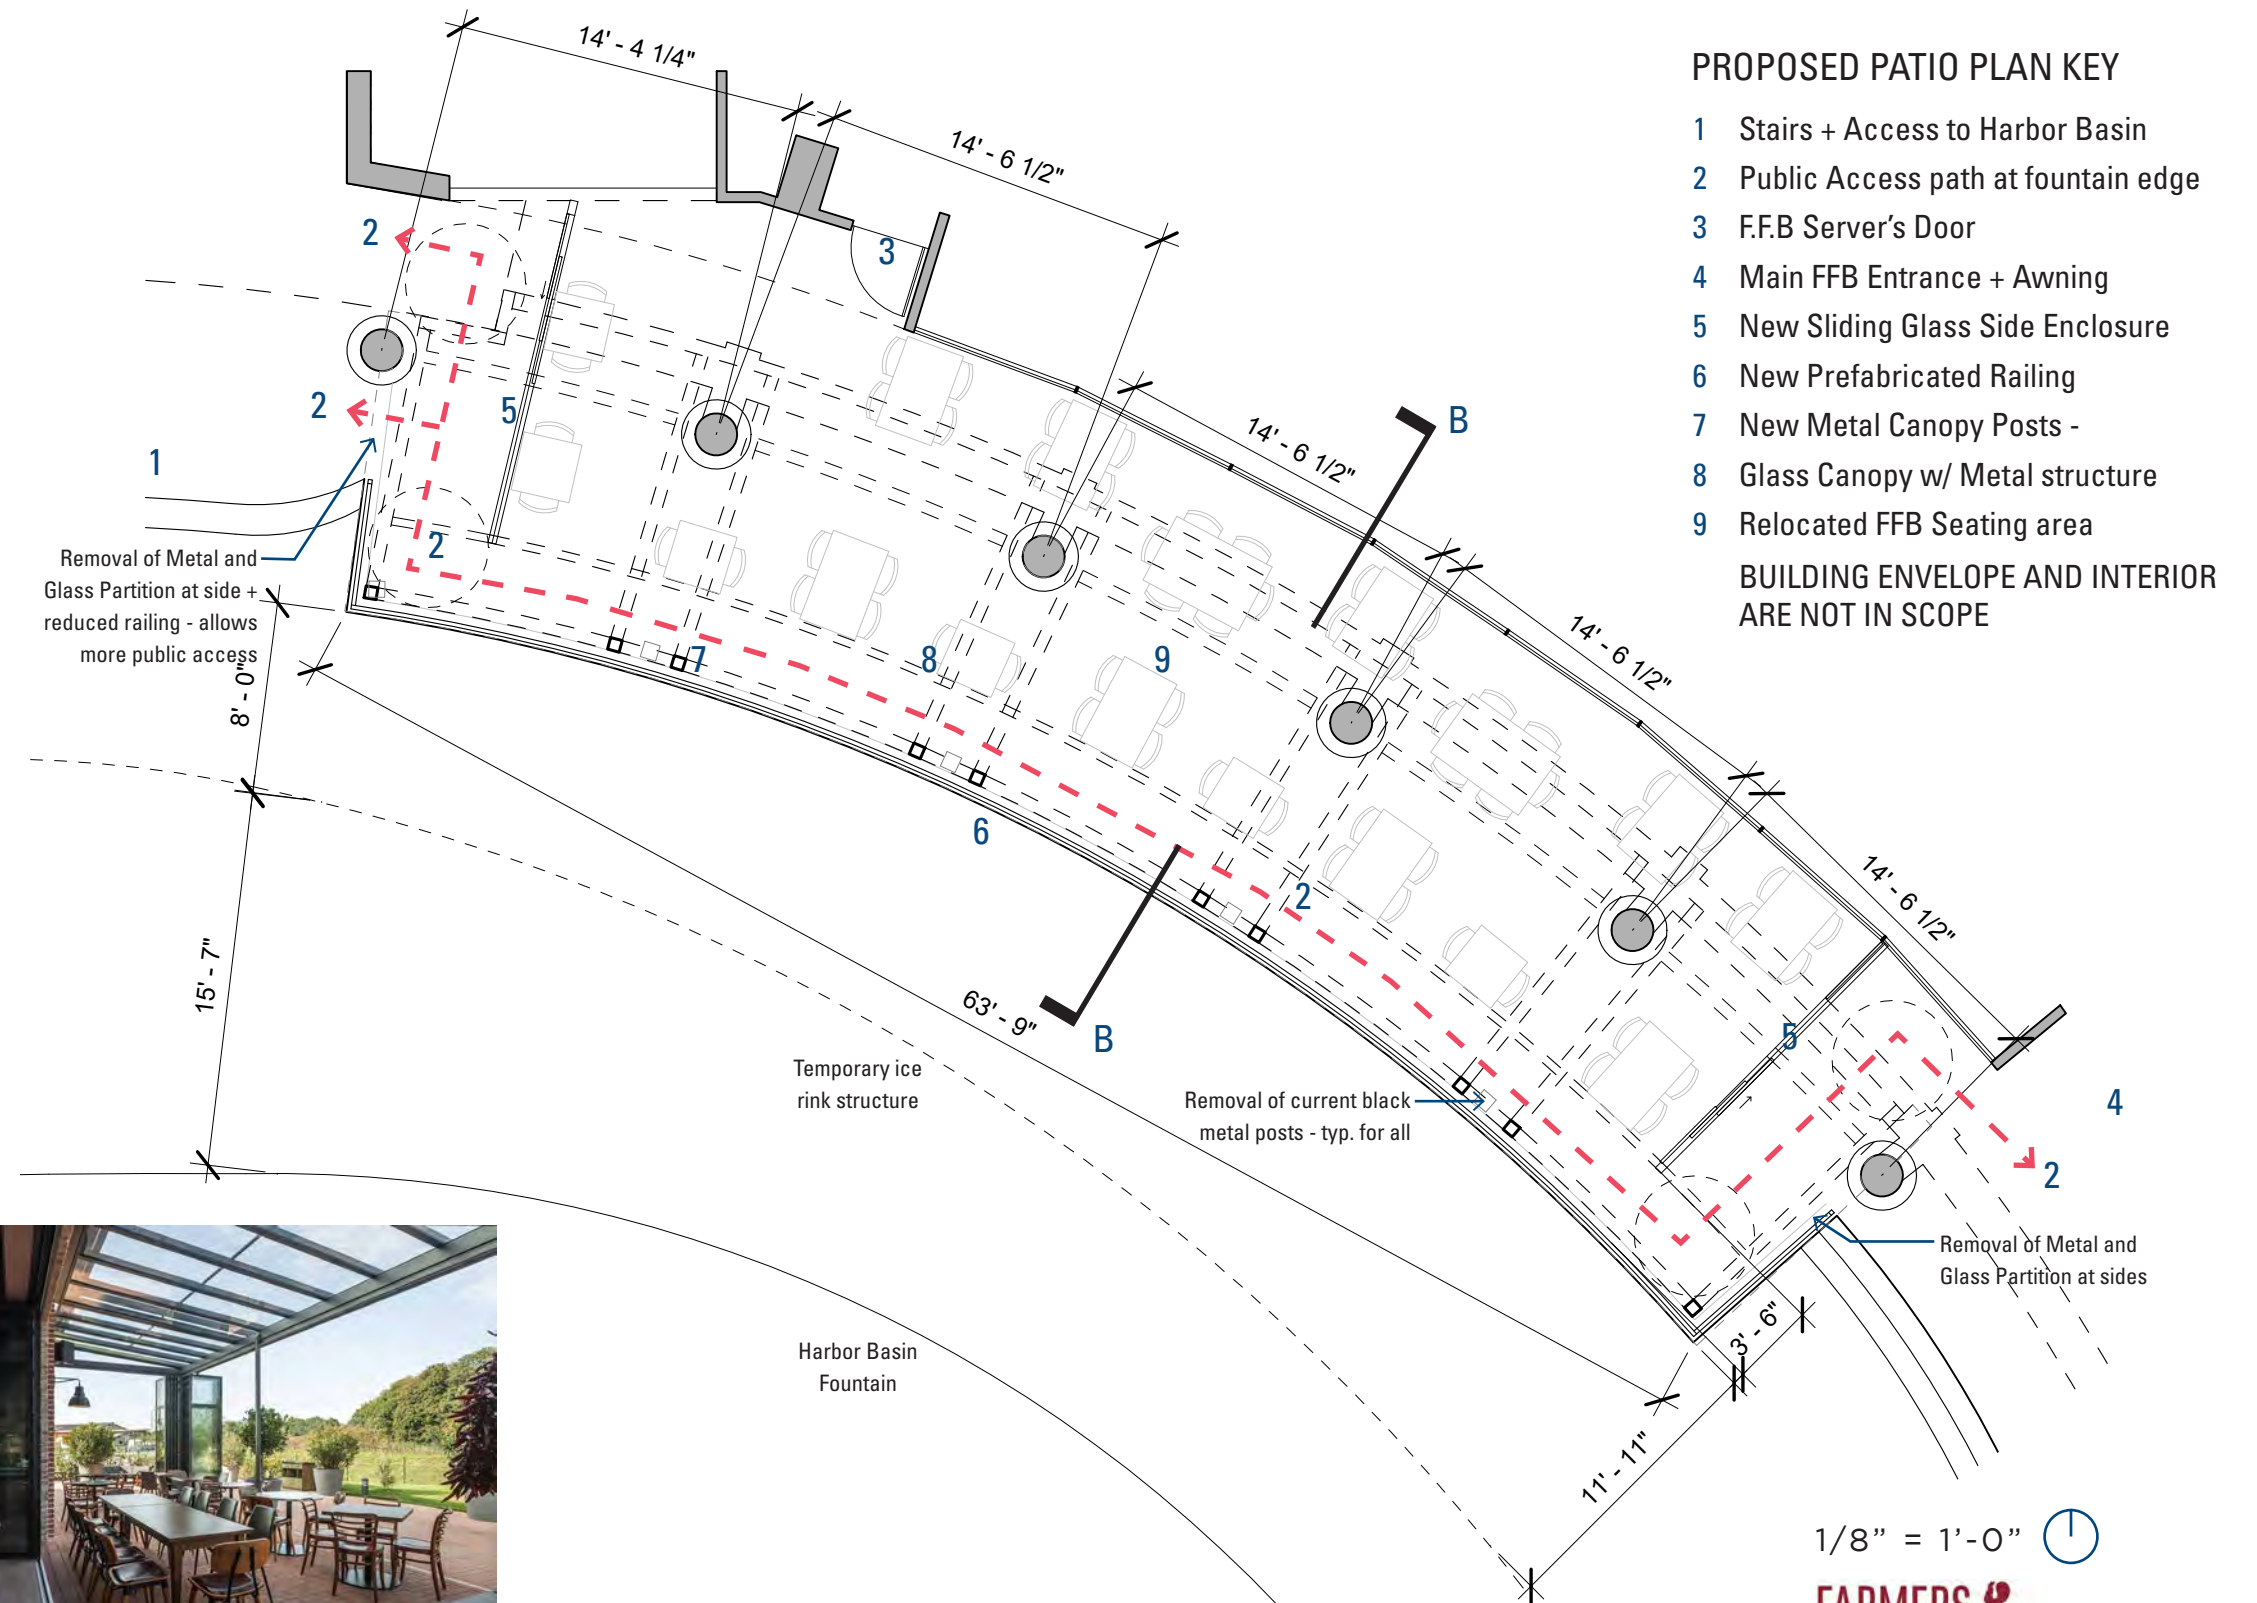 14' - 4 1/4"
14' - 6 1/2"
14' - 6 1/2"
14' - 6 1/2"
14' - 6 1/2"
PROPOSED PATIO PLAN KEY
1 Stairs + Access to Harbor Basin
2 Public Access path at fountain edge
3 F.F.B Server's Door
4 Main FFB Entrance + Awning
5 New Sliding Glass Side Enclosure
6 New Prefabricated Railing
7 New Metal Canopy Posts -
8 Glass Canopy w/ Metal structure
9 Relocated FFB Seating area
BUILDING ENVELOPE AND INTERIOR
ARE NOT IN SCOPE
2
3
2
5
1
2
B
Removal of Metal and
Glass Partition at side +
reduced railing - allows
more public access
8' - 0"
7
8
9
6
2
15' - 7"
63' - 9"
B
5
4
2
Temporary ice
rink structure
Removal of current black
metal posts - typ. for all
Removal of Metal and
Glass Partition at sides
3' - 6"
11' - 11"
Harbor Basin
Fountain
1/8” = 1’-0”
FARMERS